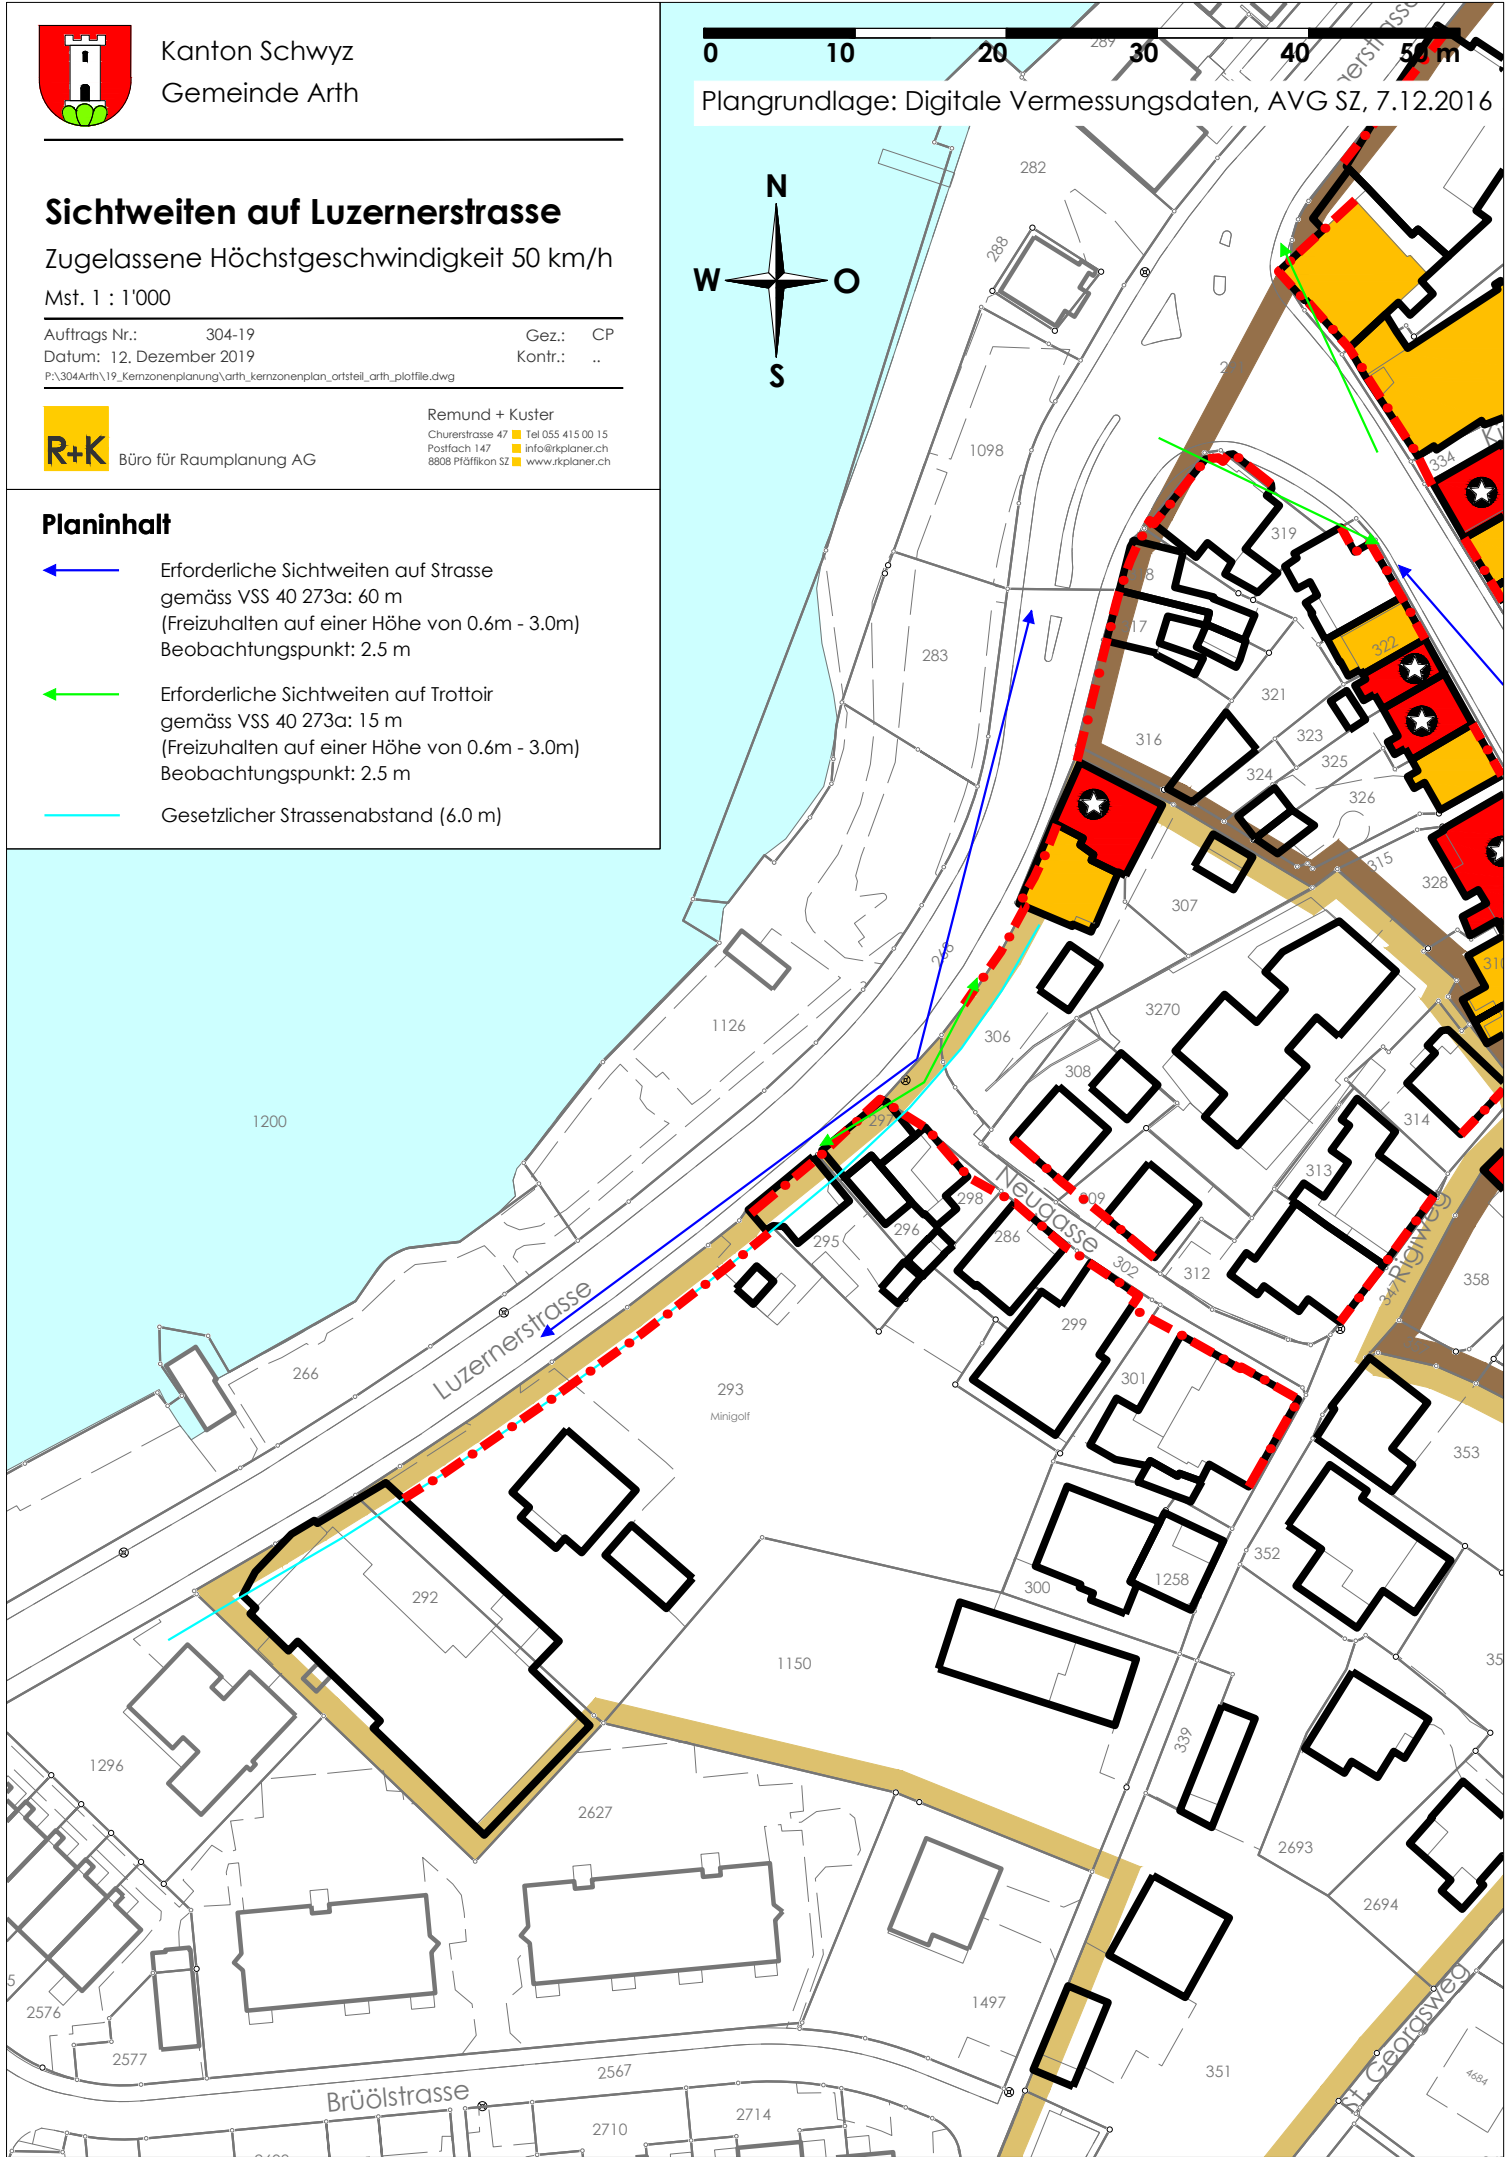 Kanton Schwyz
Gemeinde Arth
Sichtweiten auf Luzernerstrasse
Zugelassene Höchstgeschwindigkeit 50 km/h
Mst. 1 : 1'000
Auftrags Nr.: 304-19 Gez.: CP
Datum: 12. Dezember 2019 Kontr.: ..
P:\304Arth\19_Kernzonenplanung\arth_kernzonenplan_ortsteil_arth_plotfile.dwg
R+K
Büro für Raumplanung AG
Remund + Kuster
Churerstrasse 47 Tel 055 415 00 15
Postfach 147 info@rkplaner.ch
8808 Pfäffikon SZ www.rkplaner.ch
Planinhalt
Erforderliche Sichtweiten auf Strasse
gemäss VSS 40 273a: 60 m
(Freizuhalten auf einer Höhe von 0.6m - 3.0m)
Beobachtungspunkt: 2.5 m
Erforderliche Sichtweiten auf Trottoir
gemäss VSS 40 273a: 15 m
(Freizuhalten auf einer Höhe von 0.6m - 3.0m)
Beobachtungspunkt: 2.5 m
Gesetzlicher Strassenabstand (6.0 m)
0 10 20 30 40 50 m
289
Plangrundlage: Digitale Vermessungsdaten, AVG SZ, 7.12.2016
N
W O
S
282
288
1098
334
319
283
322
321
316
323
325
324
326
315
328
307
268
3270
306
1126
308
1200
297
314
313
298
309
296
295
286
Neugasse
302
312
Rigiweg
347
358
299
266
Luzernerstrasse
293
Minigolf
301
353
352
292
300
1258
1150
339
1296
2627
2693
2694
2576
1497
2577
2567
351
St. Georgsweg
4684
Brüölstrasse
2714
2710